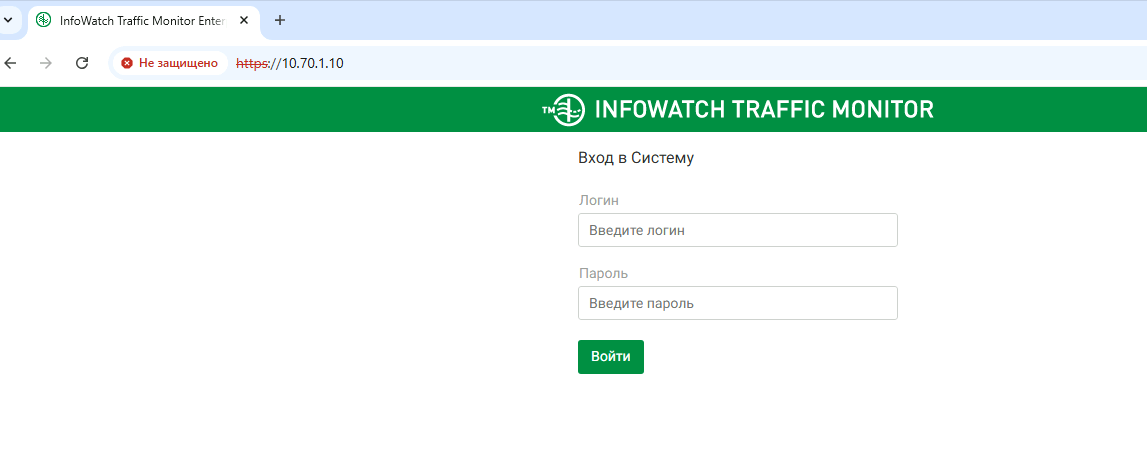 InfoWatch Traffic Monitor Enter
Не защищено https://10.70.1.10
TM INFOWATCH TRAFFIC MONITOR
Вход в Систему
Логин
Введите логин
Пароль
Введите пароль
Войти